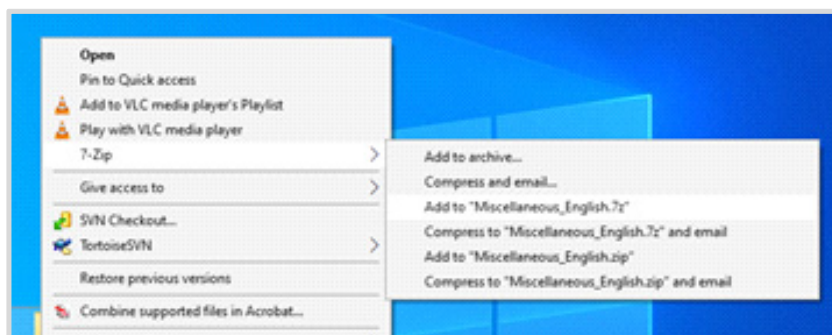 Open
Pin to Quick access
Add to VLC media player's Playlist
Play with VLC media player
7-Zip
Give access to
SVN Checkout...
TortoiseSVN
Restore previous versions
Combine supported files in Acrobat...
Add to archive...
Compress and email...
Add to "Miscellaneous_English.7z"
Compress to "Miscellaneous_English.7z" and email
Add to "Miscellaneous_English.zip"
Compress to "Miscellaneous_English.zip" and email